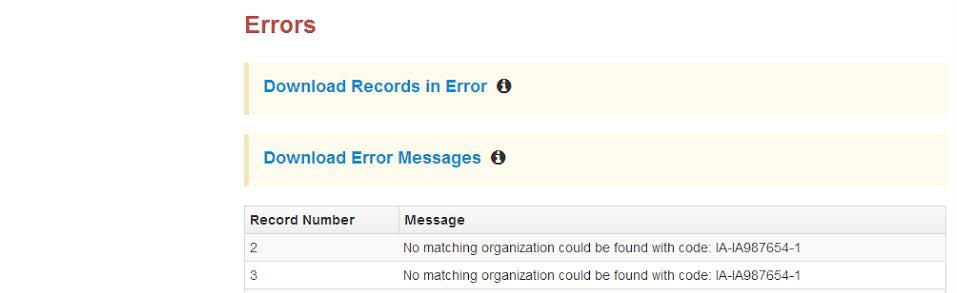 Errors
Download Records in Error
Download Error Messages
Record Number Message
2 No matching organization could be found with code: IA-IA987654-1
3 No matching organization could be found with code: IA-IA987654-1